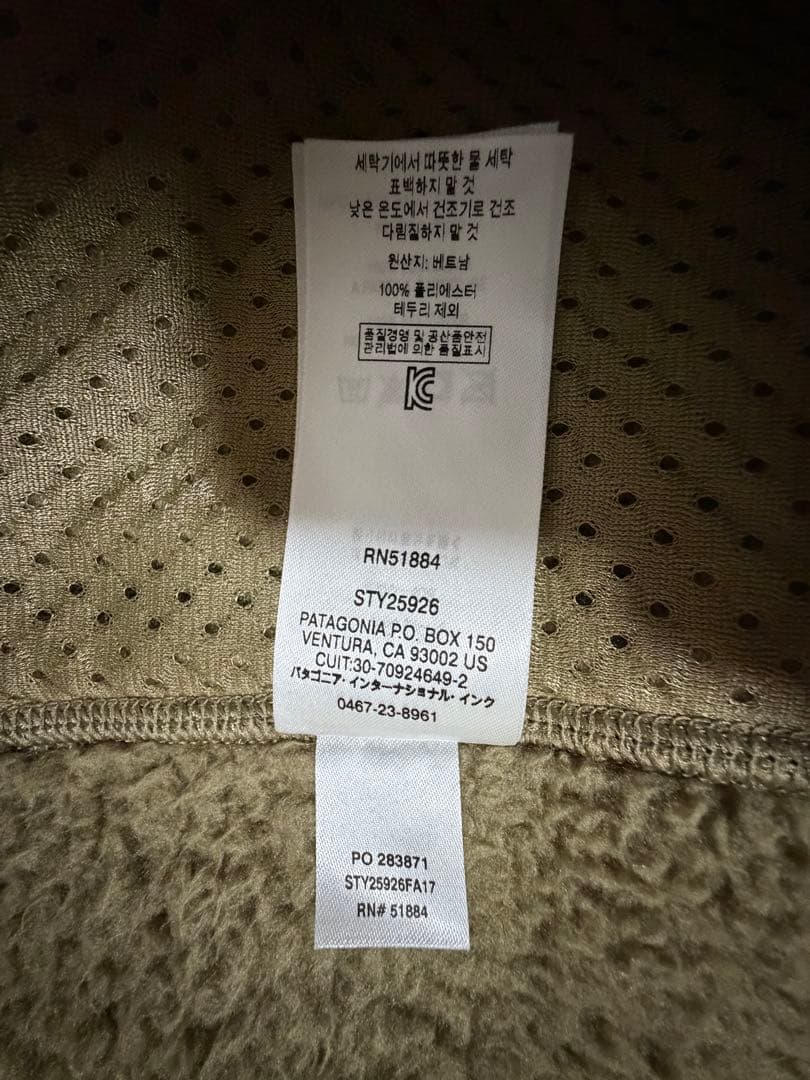 세탁기에서 따뜻한 물 세탁
표백하지 말 것
낮은 온도에서 건조기로 건조
다림질하지 말 것
원산지: 베트남
100% 폴리에스터
테두리 제외
품질경영 및 공산품안전
관리법에 의한 품질표시
RN51884
STY25926
PATAGONIA P.O. BOX 150
VENTURA, CA 93002 US
CUIT:30-70924649-2
パタゴニア・インターナショナル・インク
0467-23-8961
PO 283871
STY25926FA17
RN# 51884